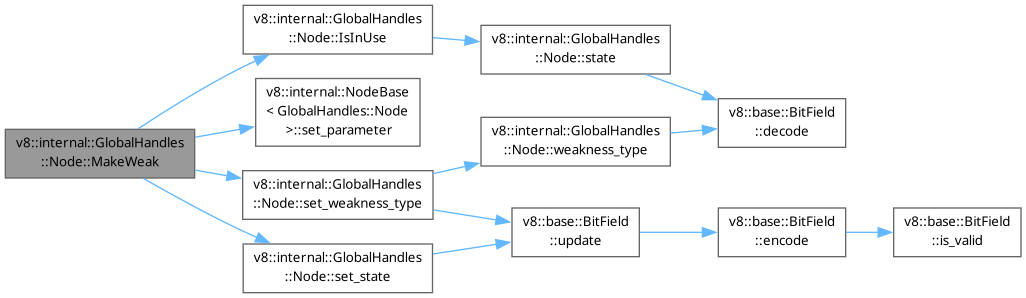 v8::internal::GlobalHandles
::Node::MakeWeak
v8::internal::GlobalHandles
::Node::IsInUse
v8::internal::NodeBase
< GlobalHandles::Node
>::set_parameter
v8::internal::GlobalHandles
::Node::set_weakness_type
v8::internal::GlobalHandles
::Node::set_state
v8::internal::GlobalHandles
::Node::state
v8::internal::GlobalHandles
::Node::weakness_type
v8::base::BitField
::update
v8::base::BitField
::decode
v8::base::BitField
::encode
v8::base::BitField
::is_valid